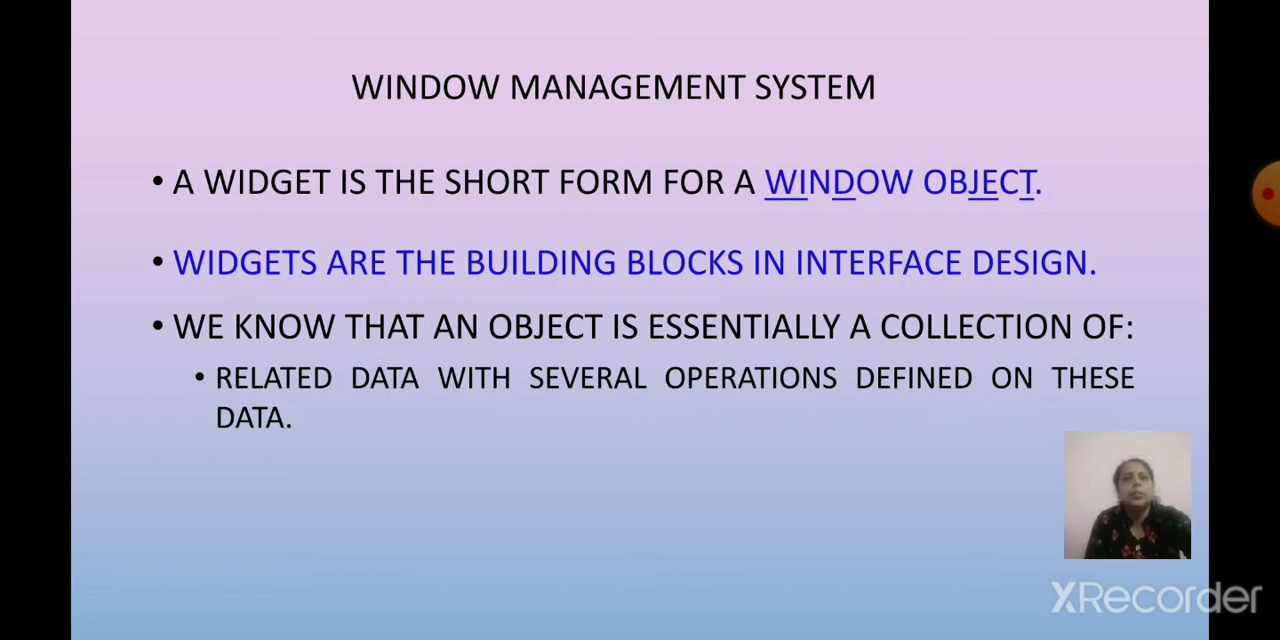 WINDOW MANAGEMENT SYSTEM
• A WIDGET IS THE SHORT FORM FOR A WINDOW OBJECT.
• WIDGETS ARE THE BUILDING BLOCKS IN INTERFACE DESIGN.
• WE KNOW THAT AN OBJECT IS ESSENTIALLY A COLLECTION OF:
• RELATED DATA WITH SEVERAL OPERATIONS DEFINED ON THESE
DATA.
XRecorder